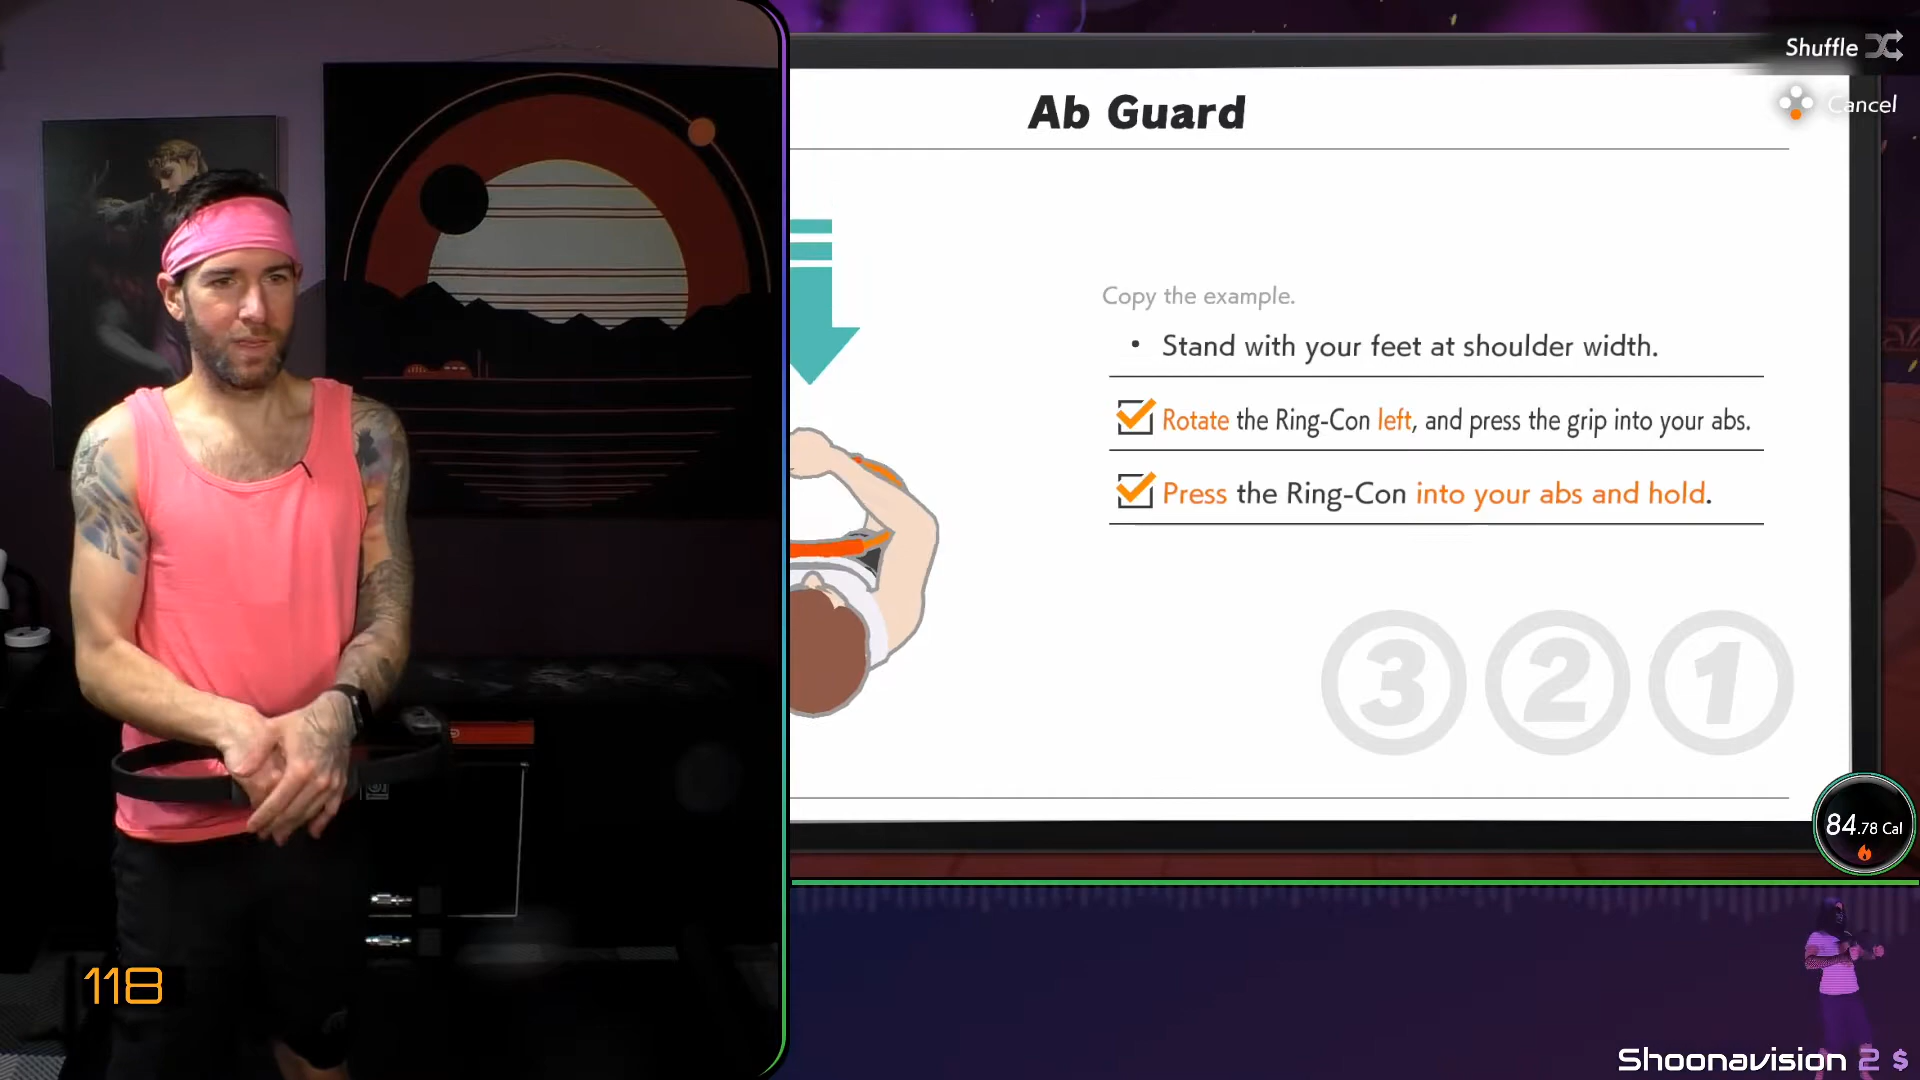 Shuffle
Cancel
Ab Guard
Copy the example.
• Stand with your feet at shoulder width.
Rotate the Ring-Con left, and press the grip into your abs.
Press the Ring-Con into your abs and hold.
3 2 1
84.78 Cal
118
Shoonavision 2 $